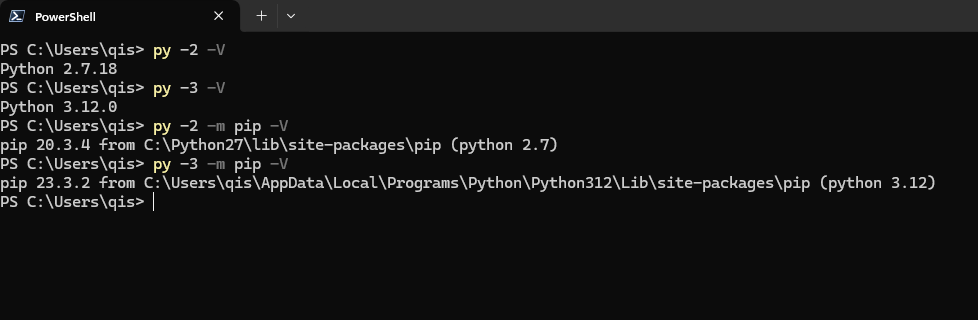 PowerShell
PS C:\Users\qis> py -2 -V
Python 2.7.18
PS C:\Users\qis> py -3 -V
Python 3.12.0
PS C:\Users\qis> py -2 -m pip -V
pip 20.3.4 from C:\Python27\lib\site-packages\pip (python 2.7)
PS C:\Users\qis> py -3 -m pip -V
pip 23.3.2 from C:\Users\qis\AppData\Local\Programs\Python\Python312\Lib\site-packages\pip (python 3.12)
PS C:\Users\qis>